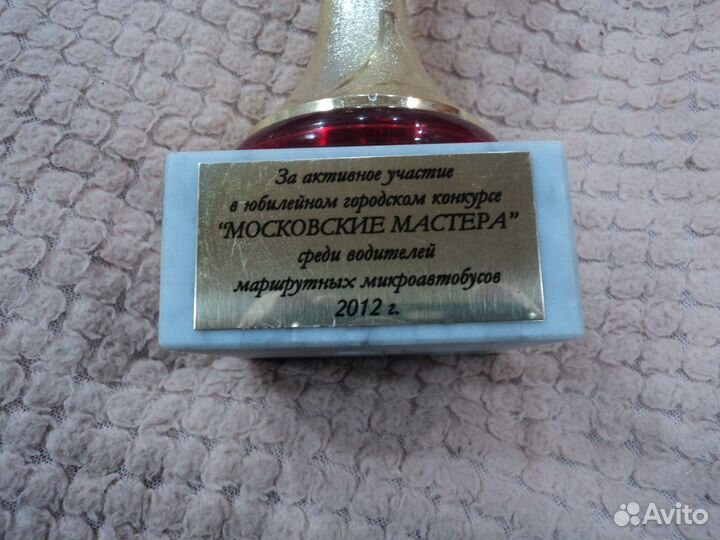 За активное участие
в юбилейном городском конкурсе
“МОСКОВСКИЕ МАСТЕРА”
среди водителей
маршрутных микроавтобусов
2012 г.
Avito